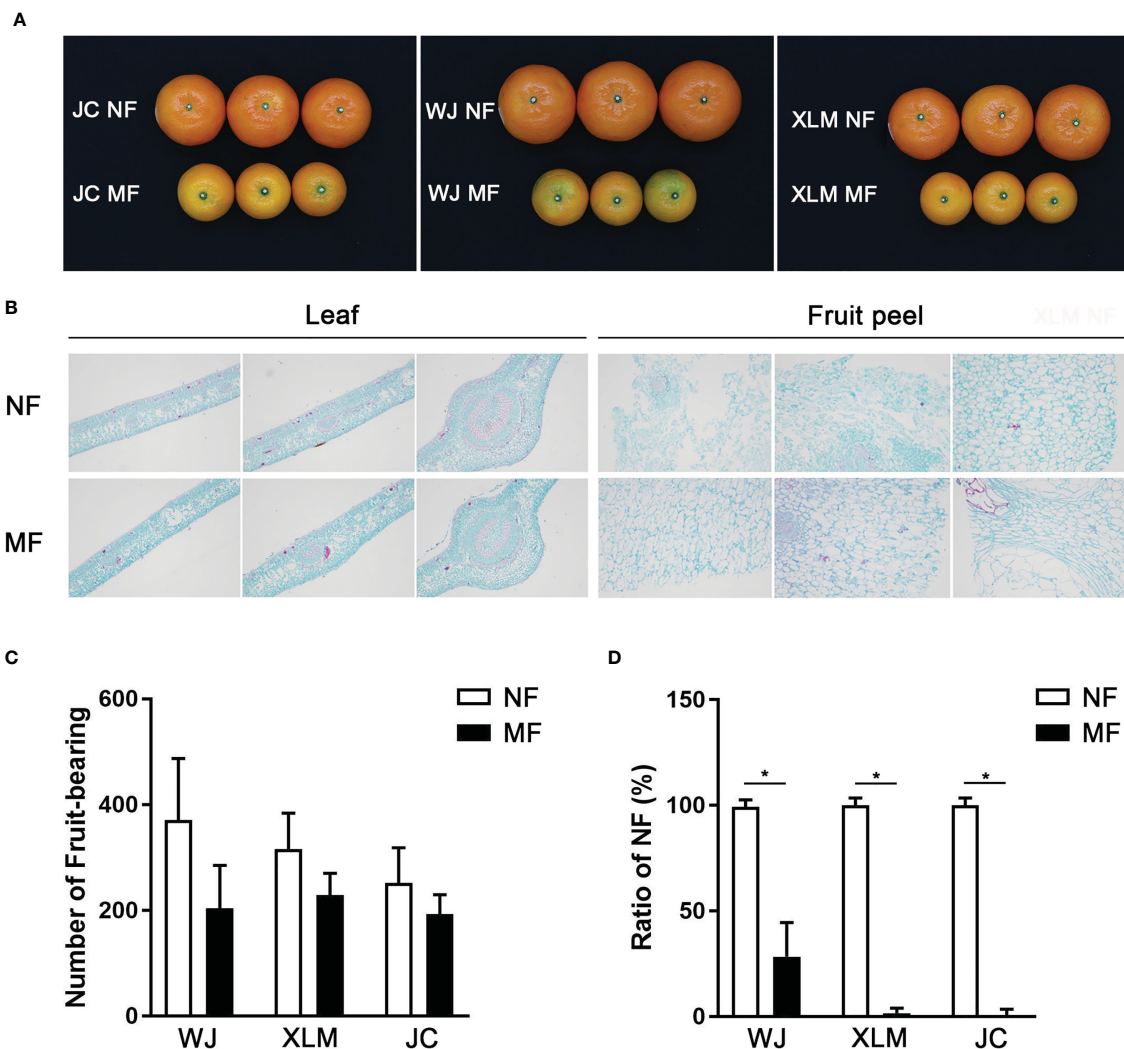 A
JC NF
JC MF
WJ NF
WJ MF
XLM NF
XLM MF
B
Leaf
Fruit peel
XLM NF
NF
MF
C
Number of Fruit-bearing
600
400
200
0
NF
MF
WJ
XLM
JC
D
Ratio of NF (%)
150
100
50
0
NF
MF
*
*
*
WJ
XLM
JC